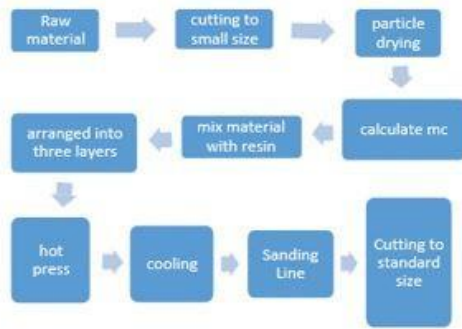 Raw
material
cutting to
small size
particle
drying
calculate mc
mix material
with resin
arranged into
three layers
hot
press
cooling
Sanding
Line
Cutting to
standard
size